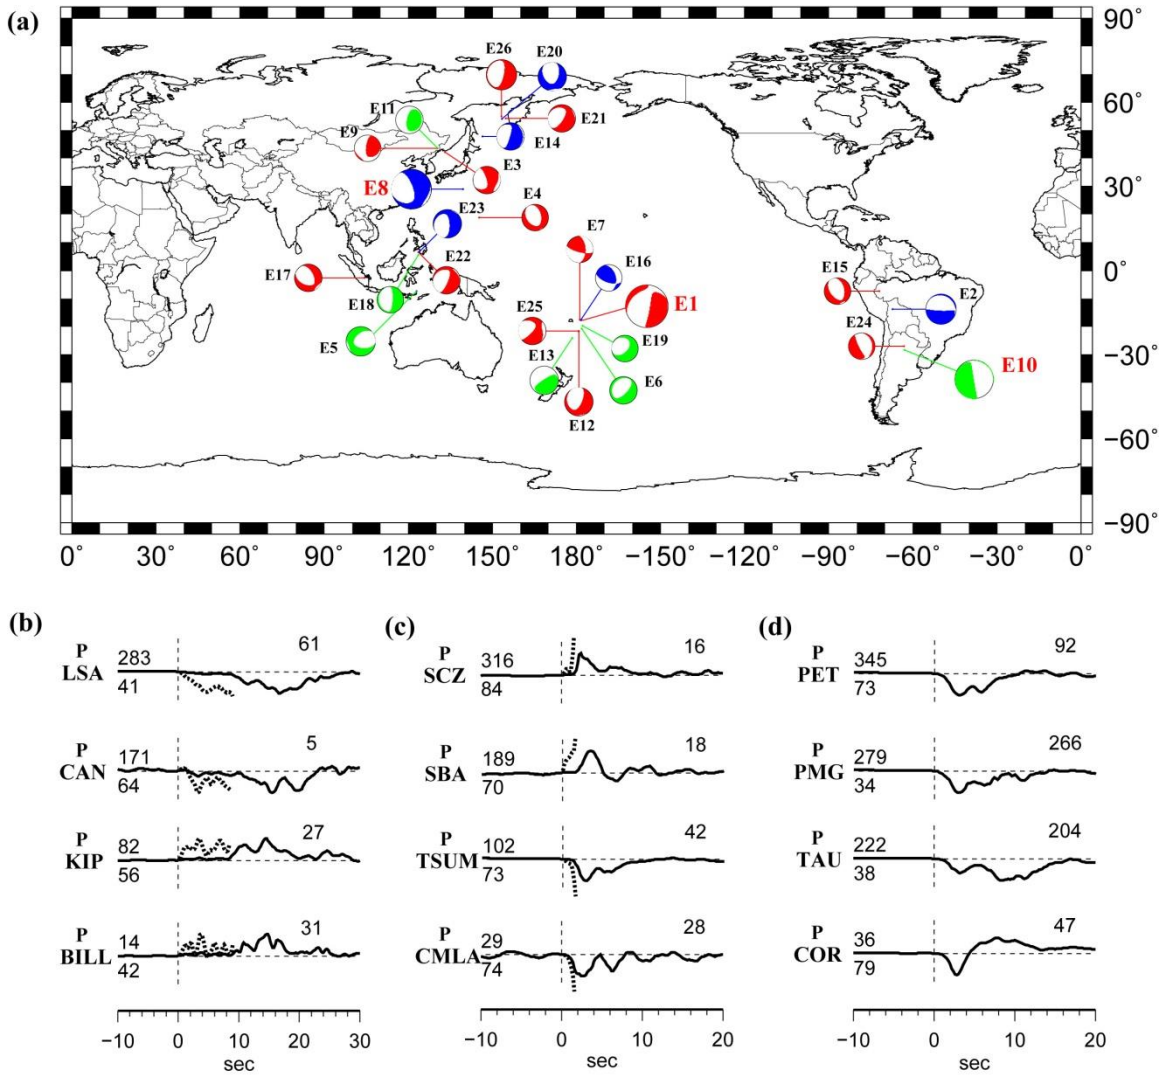 (a)
90°
60°
30°
0°
−30°
−60°
−90°
E26
E20
E11
E21
E9
E14
E3
E8
E4
E23
E7
E16
E17
E22
E15
E2
E18
E25
E1
E24
E5
E13
E19
E10
E6
E12
0°
30°
60°
90°
120°
150°
180°
−150°
−120°
−90°
−60°
−30°
0°
(b)
P
LSA
283
41
61
P
CAN
171
64
5
P
KIP
82
56
27
P
BILL
14
42
31
−10 0 10 20 30
sec
(c)
P
SCZ
316
84
16
P
SBA
189
70
18
P
TSUM
102
73
42
P
CMLA
29
74
28
−10 0 10 20
sec
(d)
P
PET
345
73
92
P
PMG
279
34
266
P
TAU
222
38
204
P
COR
36
79
47
−10 0 10 20
sec